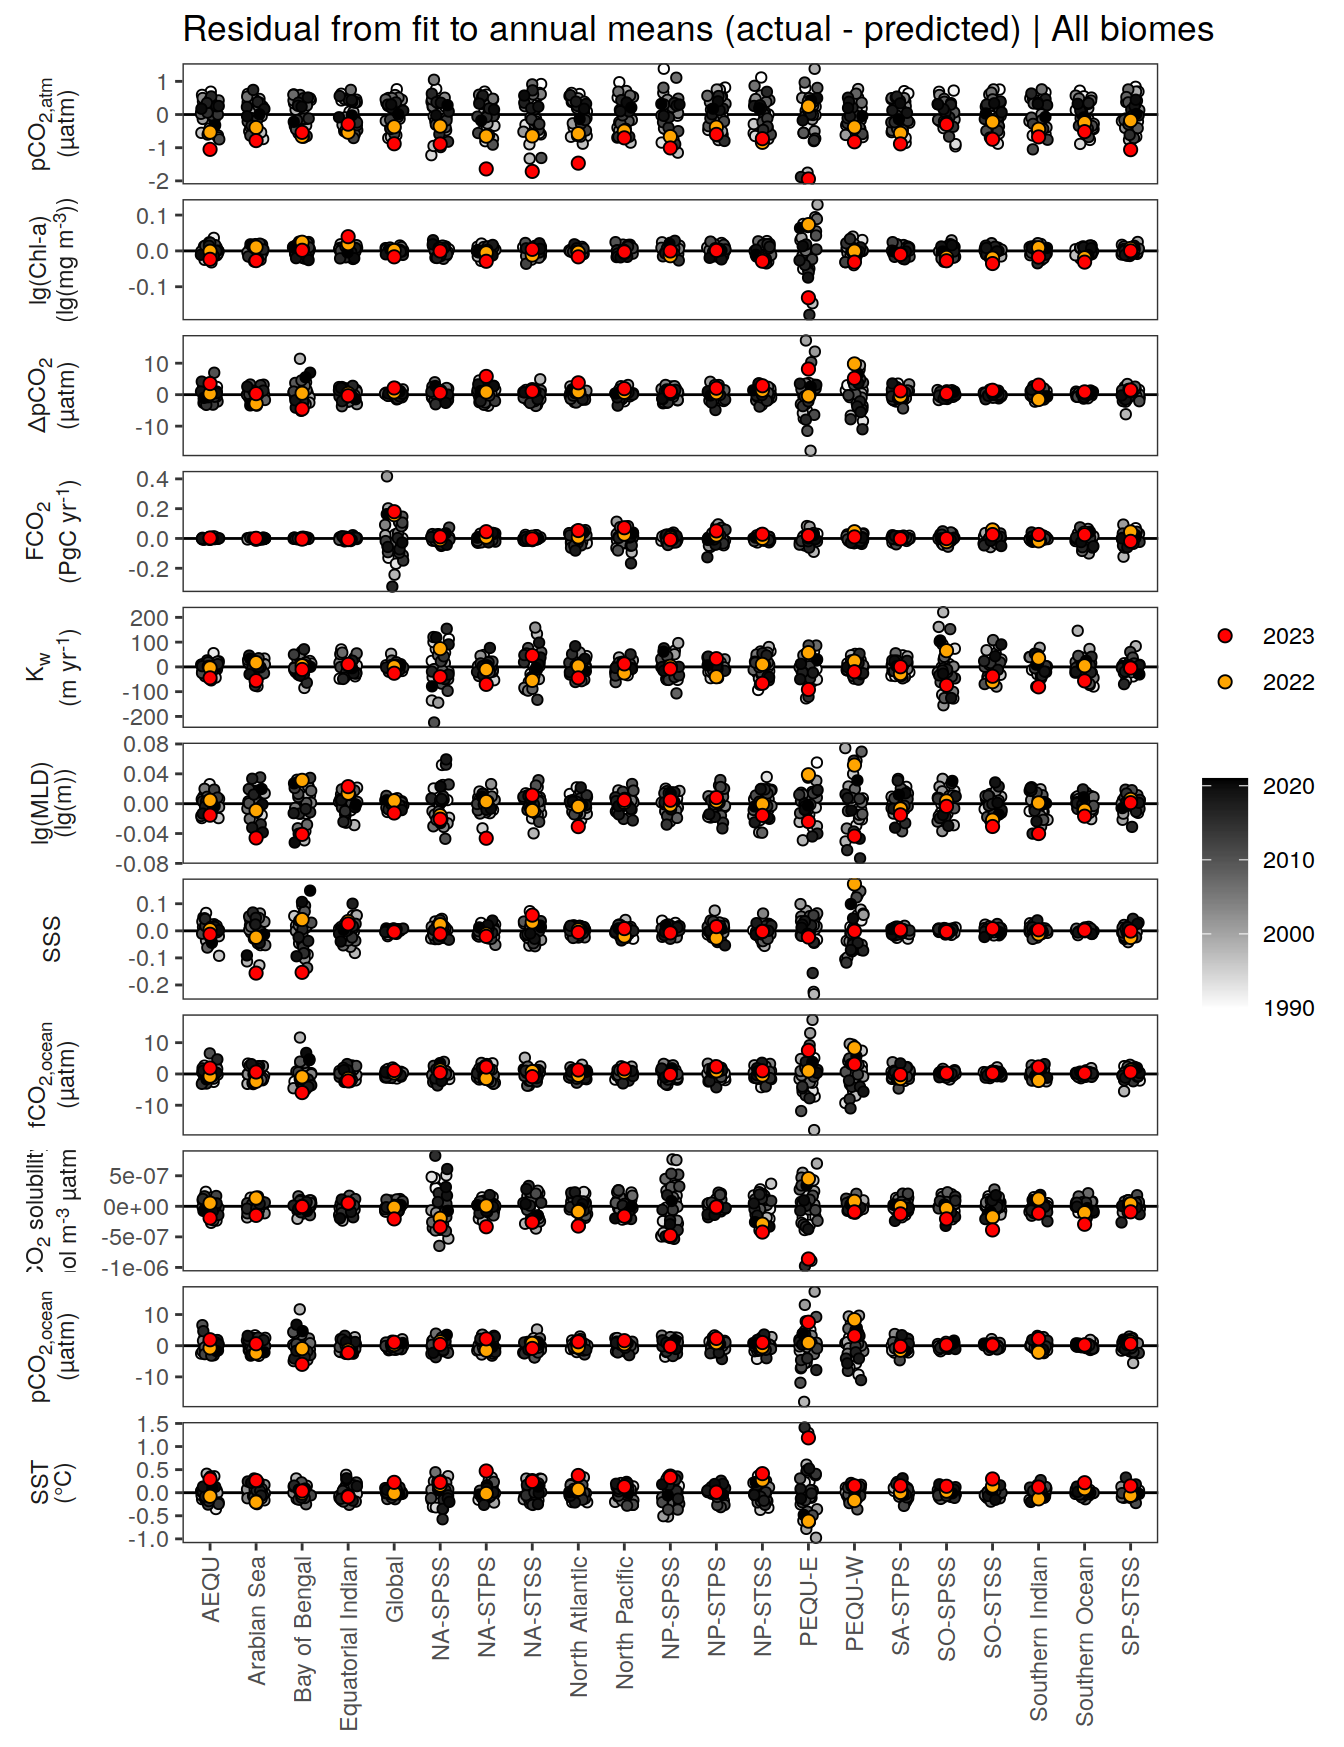 Residual from fit to annual means (actual - predicted) | All biomes
pCO2,atm
(µatm)
1
0
-1
-2
lg(Chl-a)
(lg(mg m-3))
0.1
0.0
-0.1
ΔpCO2
(µatm)
10
0
-10
FCO2
(PgC yr-1)
0.4
0.2
0.0
-0.2
Kw
(m yr-1)
200
100
0
-100
-200
lg(MLD)
(lg(m))
0.08
0.04
0.00
-0.04
-0.08
SSS
0.1
0.0
-0.1
-0.2
fCO2,ocean
(µatm)
10
0
-10
CO2 solubility
ol m-3 µatm
5e-07
0e+00
-5e-07
-1e-06
pCO2,ocean
(µatm)
10
0
-10
SST
(°C)
1.5
1.0
0.5
0.0
-0.5
-1.0
AEQU
Arabian Sea
Bay of Bengal
Equatorial Indian
Global
NA-SPSS
NA-STPS
NA-STSS
North Atlantic
North Pacific
NP-SPSS
NP-STPS
NP-STSS
PEQU-E
PEQU-W
SA-STPS
SO-SPSS
SO-STSS
Southern Indian
Southern Ocean
SP-STSS
2023
2022
2020
2010
2000
1990